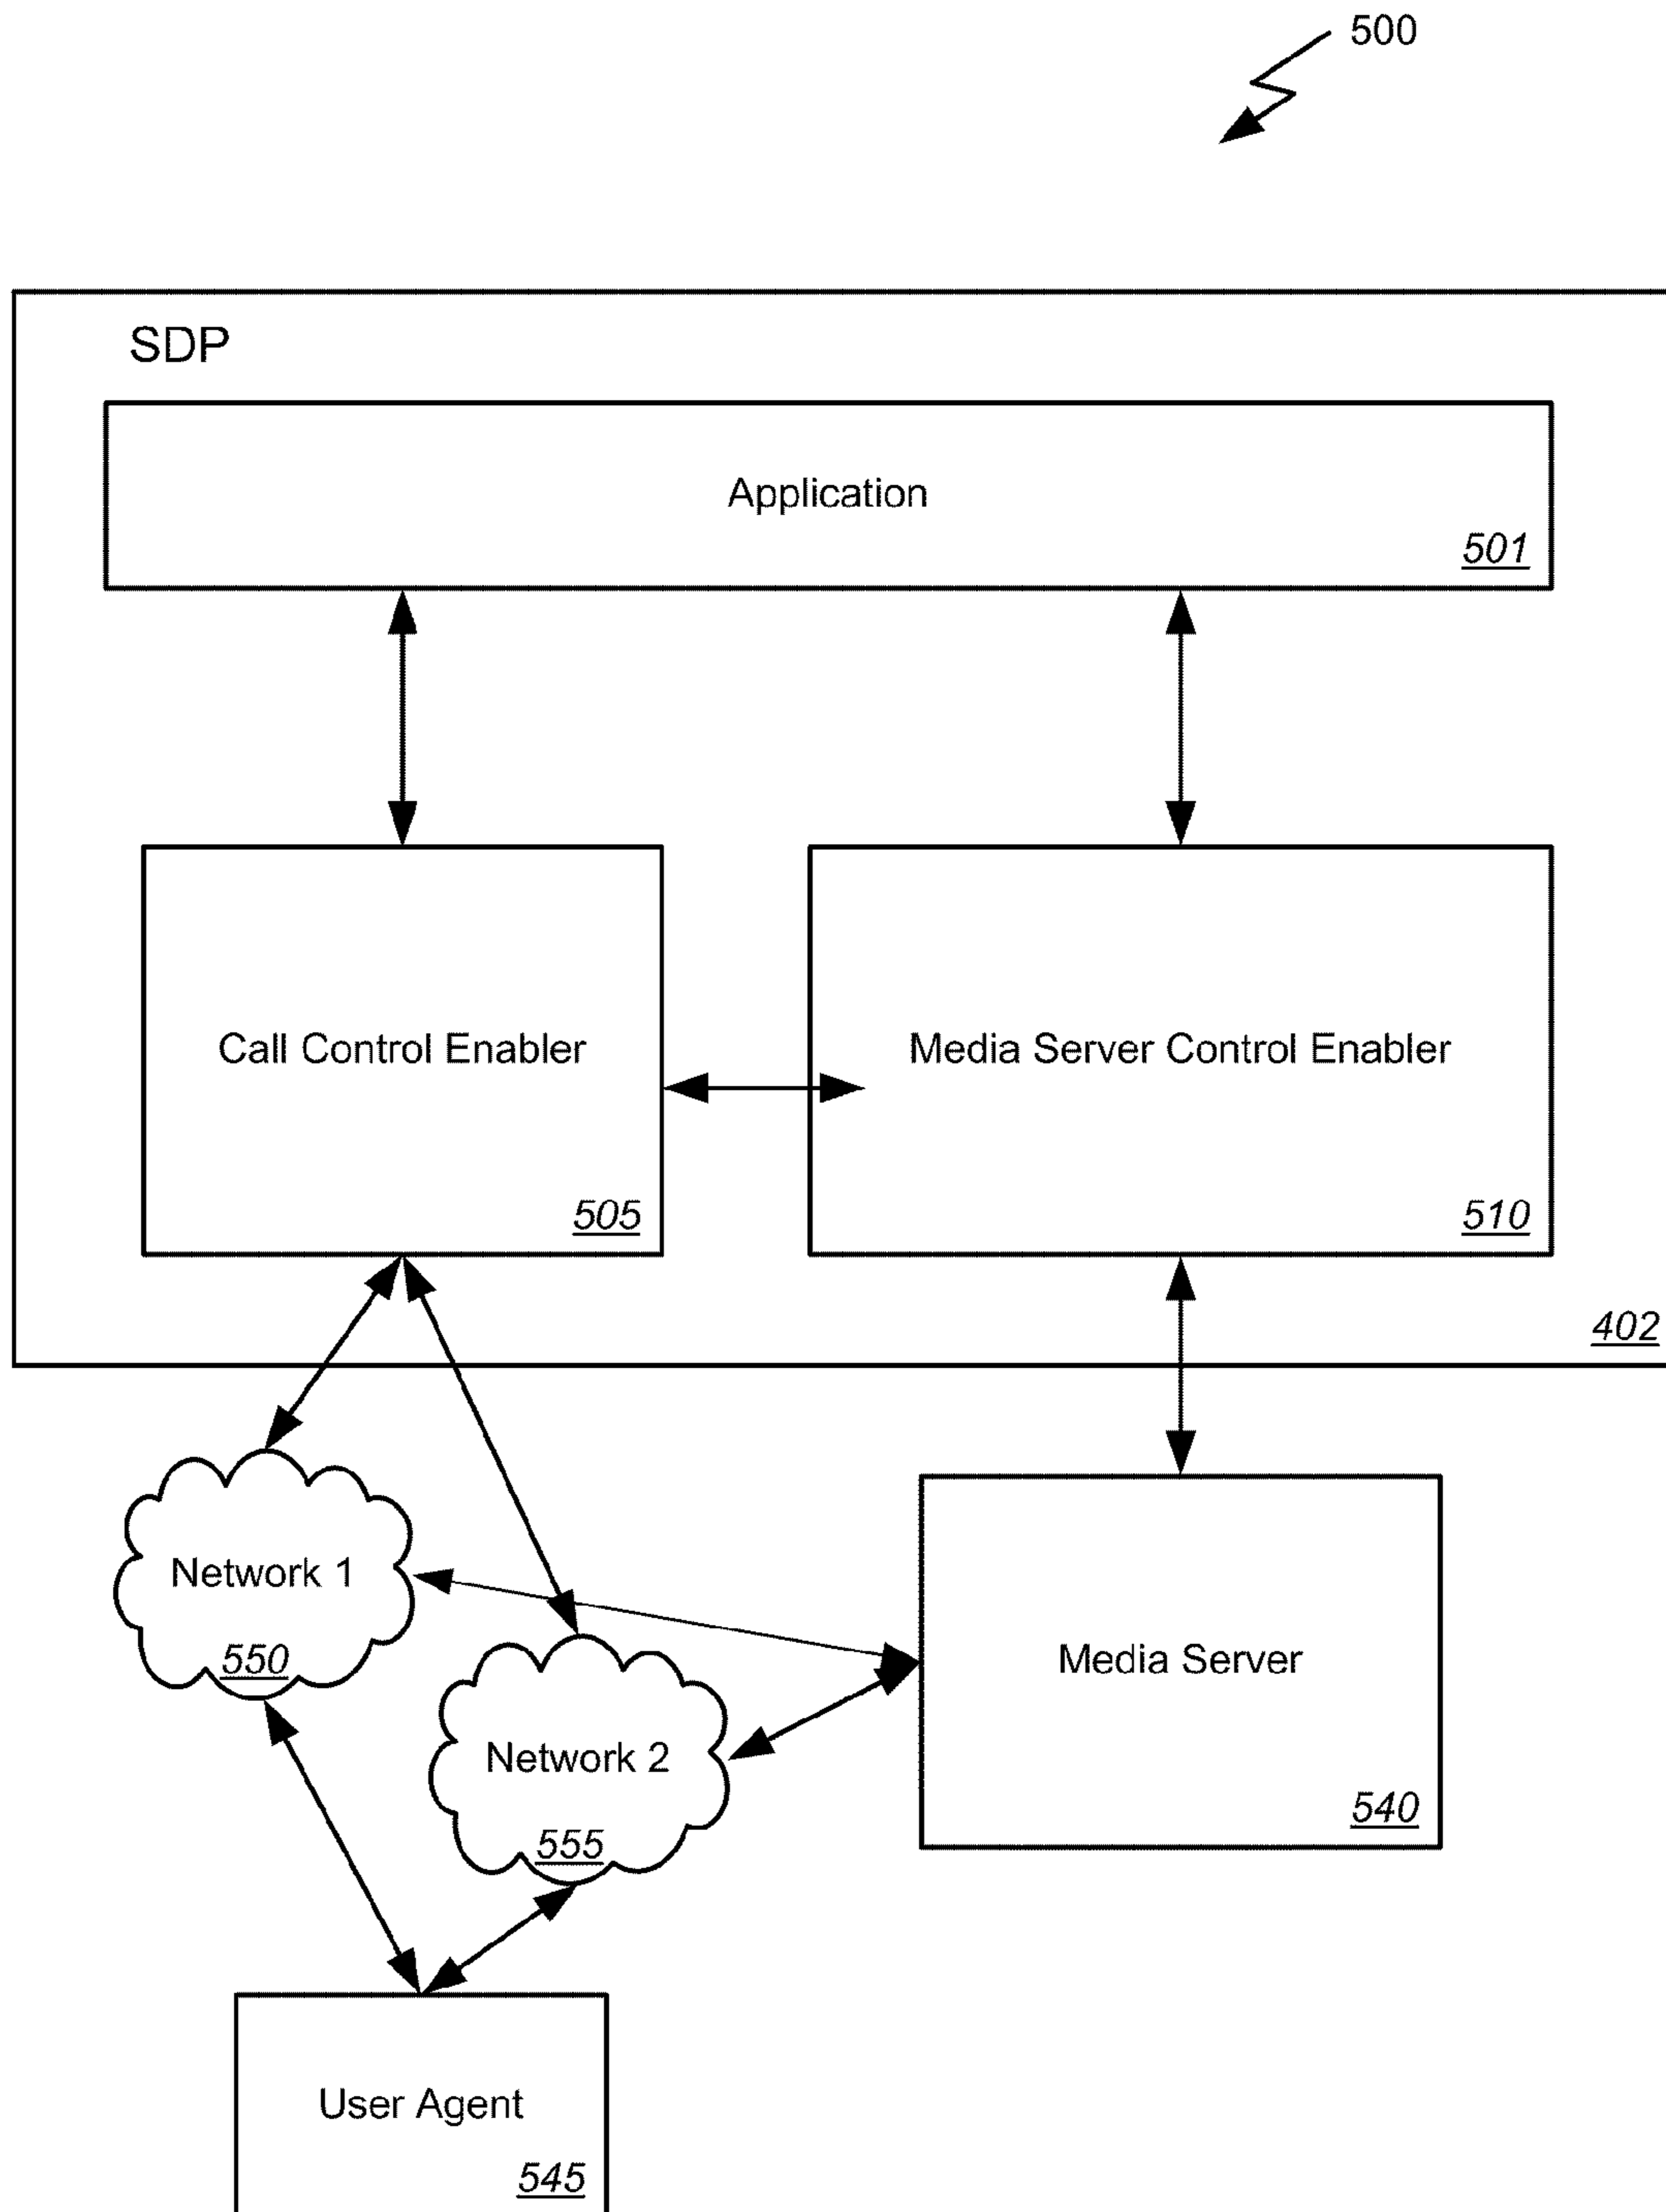 500
SDP
Application
501
Call Control Enabler
505
Media Server Control Enabler
510
402
Network 1
550
Network 2
555
Media Server
540
User Agent
545